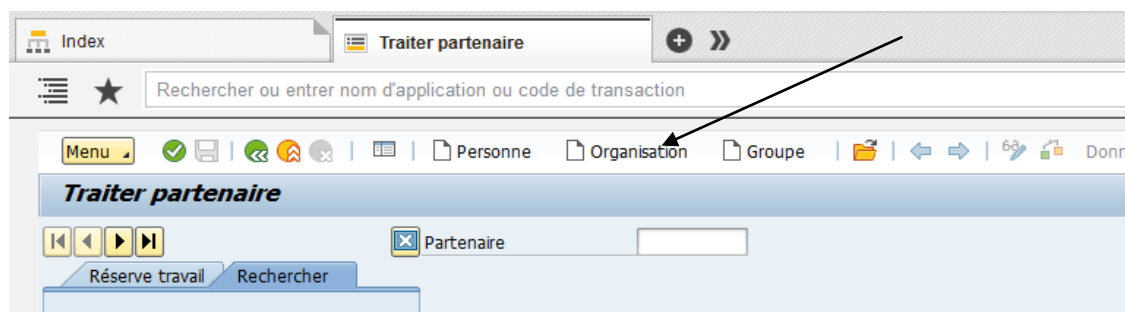 Index
Traiter partenaire
Rechercher ou entrer nom d'application ou code de transaction
Menu Personne Organisation Groupe Donn
Traiter partenaire
Partenaire
Réserve travail Rechercher